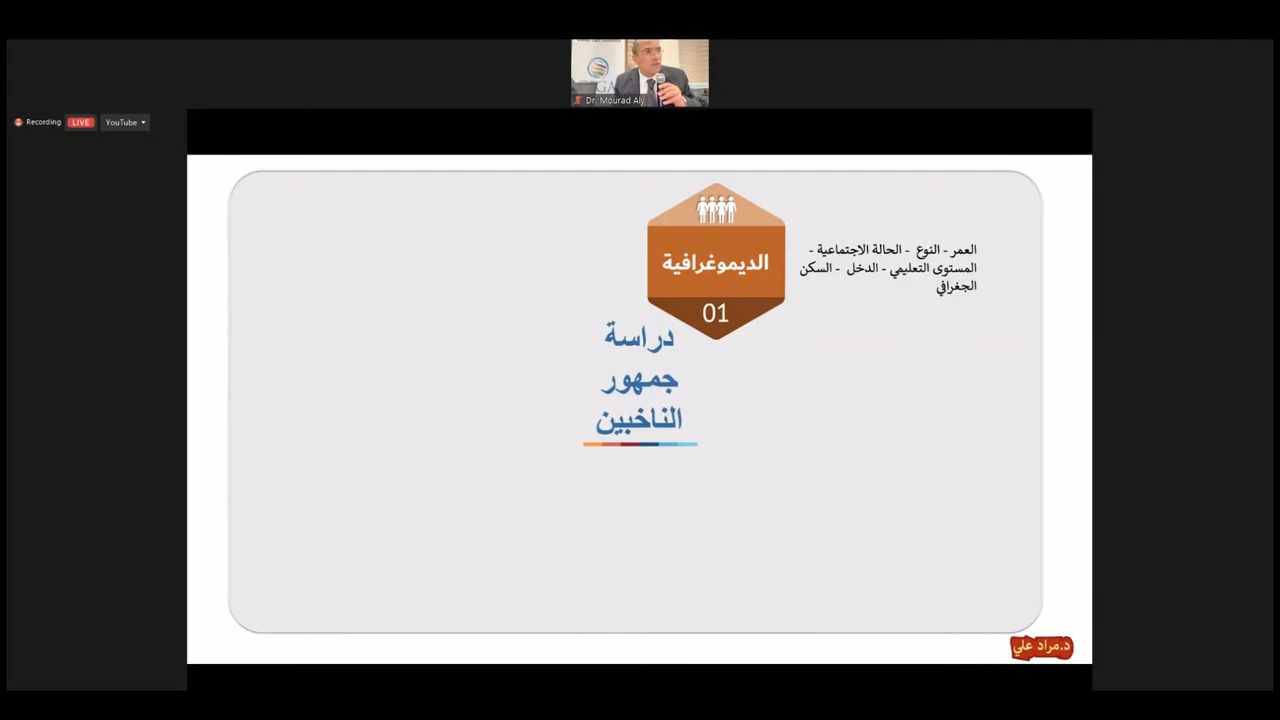 Dr. Mourad Aly
Recording LIVE YouTube
الديموغرافية
01
العمر - النوع - الحالة الاجتماعية -
المستوى التعليمي - الدخل - السكن
الجغرافي
دراسة
جمهور
الناخبين
د.مراد علي